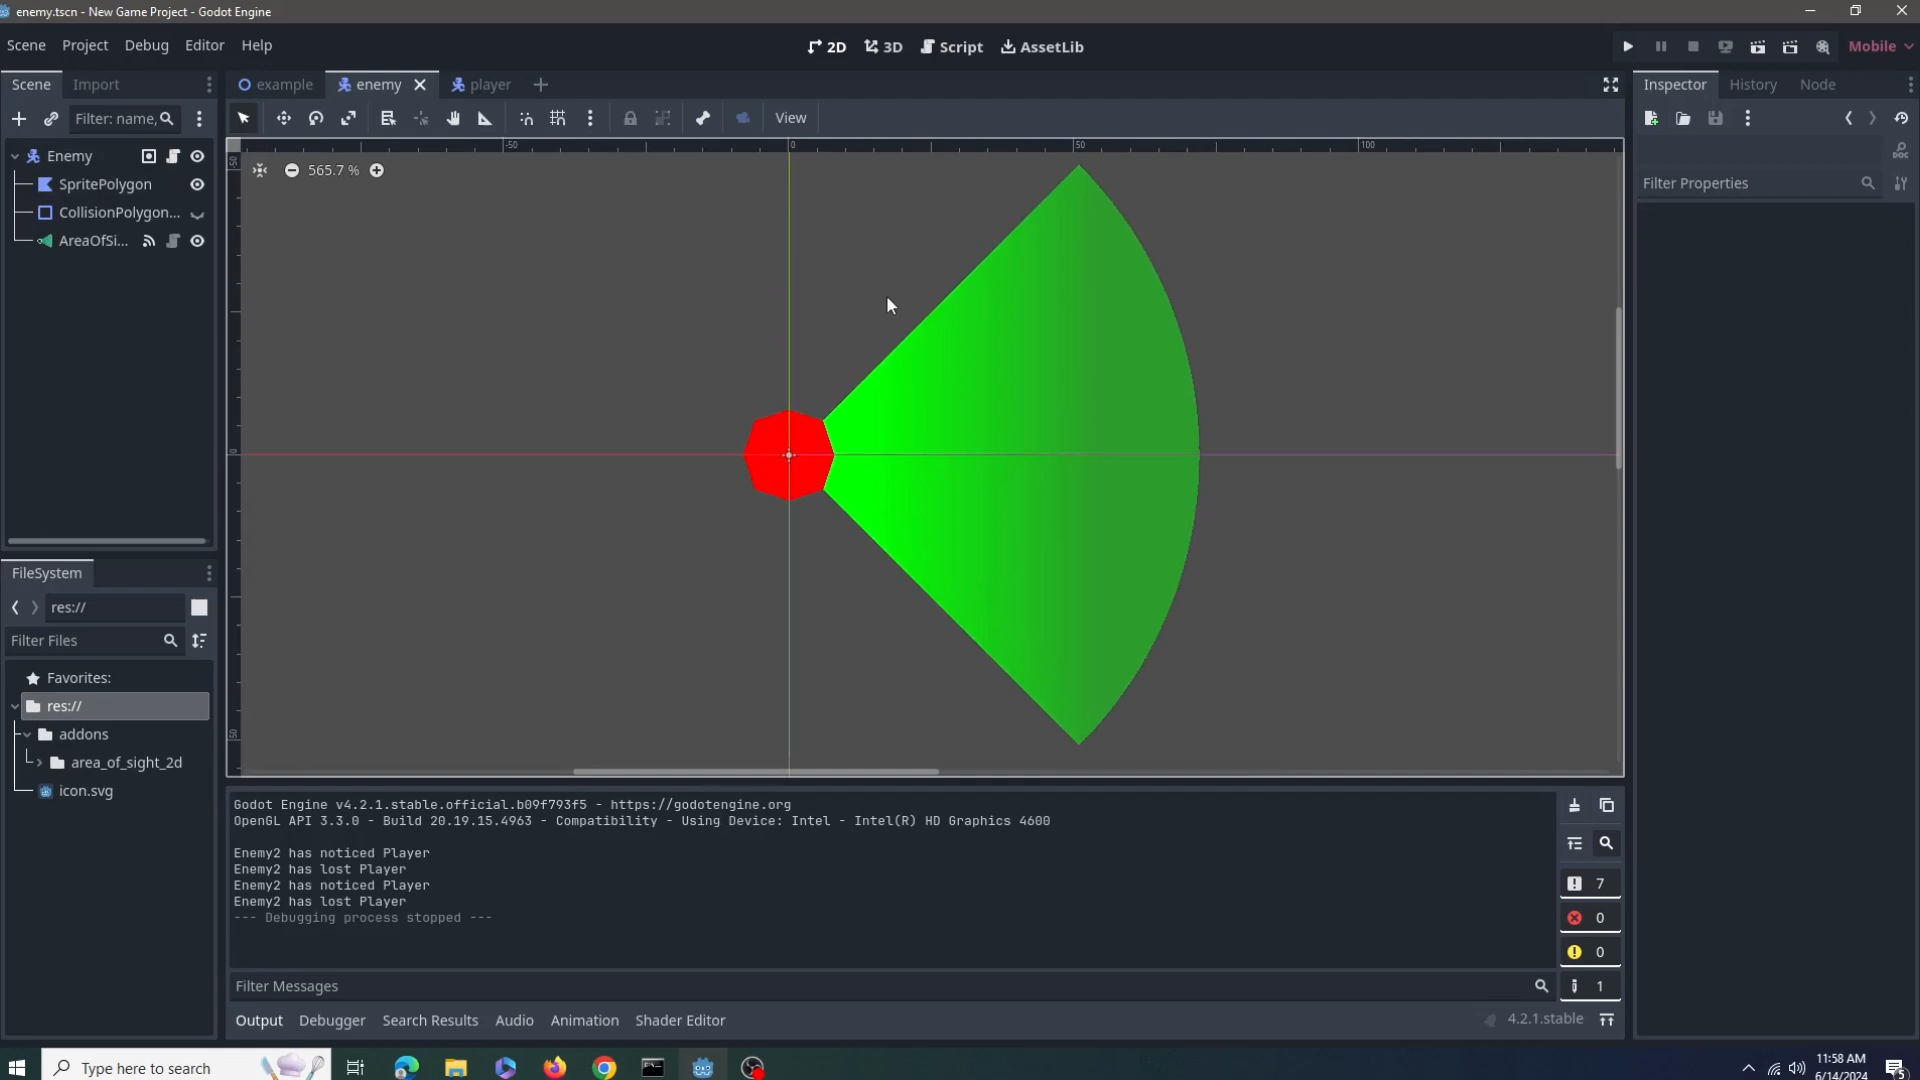 enemy.tscn - New Game Project - Godot Engine
Scene Project Debug Editor Help
2D 3D Script AssetLib
Mobile
Scene Import
example enemy player
Inspector History Node
Filter: name,
View
Enemy
SpritePolygon
CollisionPolygon...
AreaOfSi...
-50 0 50 100
565.7 %
50
0
50
DOC
Filter Properties
FileSystem
res://
Filter Files
Favorites:
res://
addons
area_of_sight_2d
icon.svg
Godot Engine v4.2.1.stable.official.b09f793f5 - https://godotengine.org
OpenGL API 3.3.0 - Build 20.19.15.4963 - Compatibility - Using Device: Intel - Intel(R) HD Graphics 4600
Enemy2 has noticed Player
Enemy2 has lost Player
Enemy2 has noticed Player
Enemy2 has lost Player
--- Debugging process stopped ---
7
0
0
1
Filter Messages
Output Debugger Search Results Audio Animation Shader Editor
4.2.1.stable
Type here to search
11:58 AM
6/14/2024
5